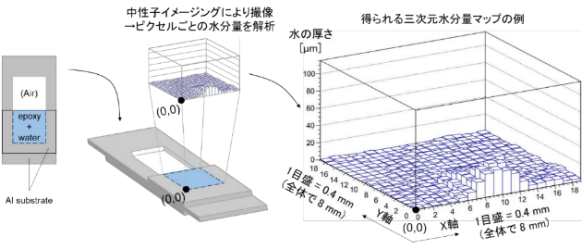 中性子イメージングにより撮像
→ピクセルごとの水分量を解析
得られる三次元水分量マップの例
(Air)
epoxy
+
water
Al substrate
(0,0)
(0,0)
水の厚さ
[μm]
100
80
60
40
20
0
18
16
14
12
10
8
6
4
2
0
Y軸
1目盛 = 0.4 mm
(全体で 8 mm)
(0,0)
0
2
4
6
8
10
12
14
16
18
X軸
1目盛 = 0.4 mm
(全体で 8 mm)